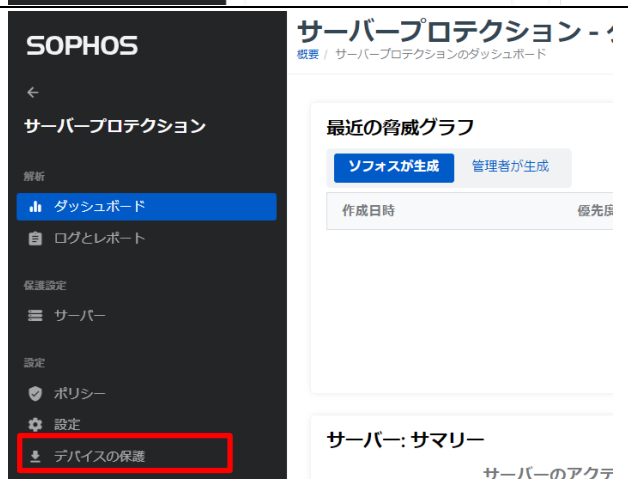 SOPHOS
サーバープロテクション
解析
ダッシュボード
ログとレポート
保護設定
サーバー
設定
ポリシー
設定
デバイスの保護
サーバープロテクション -
概要 / サーバープロテクションのダッシュボード
最近の脅威グラフ
ソフォスが生成 管理者が生成
作成日時 優先度
サーバー: サマリー
サーバーのアクテ